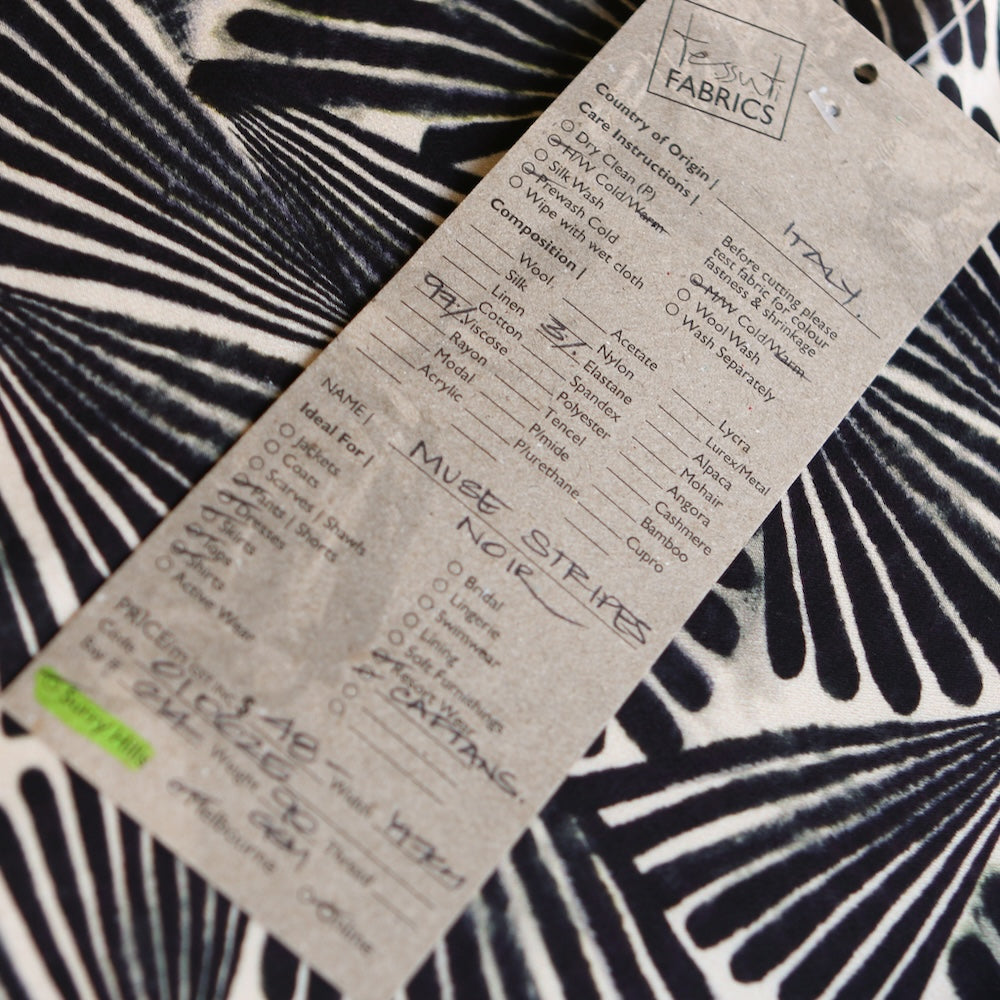 tessuti
FABRICS
Country of Origin | ITALY.
Care Instructions |
Dry Clean (P)
H/W Cold/Warm
Silk Wash
Prewash Cold
Wipe with wet cloth
Before cutting please
test fabric for colour
fastness & shrinkage
M/W Cold/Warm
Wool Wash
Wash Separately
Composition |
Wool
Silk
Linen
Cotton
97% Viscose
Rayon
Modal
Acrylic
Acetate
Nylon
3% Elastane
Spandex
Polyester
Tencel
P/mide
P/urethane
Lycra
Lurex/Metal
Alpaca
Mohair
Angora
Cashmere
Bamboo
Cupro
NAME | MUSE STRIPES
NOIR
Ideal For |
Jackets
Coats
Scarves | Shawls
Pants | Shorts
Dresses
Skirts
Tops
Shirts
Active Wear
Bridal
Lingerie
Swimwear
Lining
Soft Furnishings
Resort Wear
CAFTANS.
PRICE $48 - Width
Code
Bar #
Weight 90 GSM
Surry Hills
Melbourne
Online